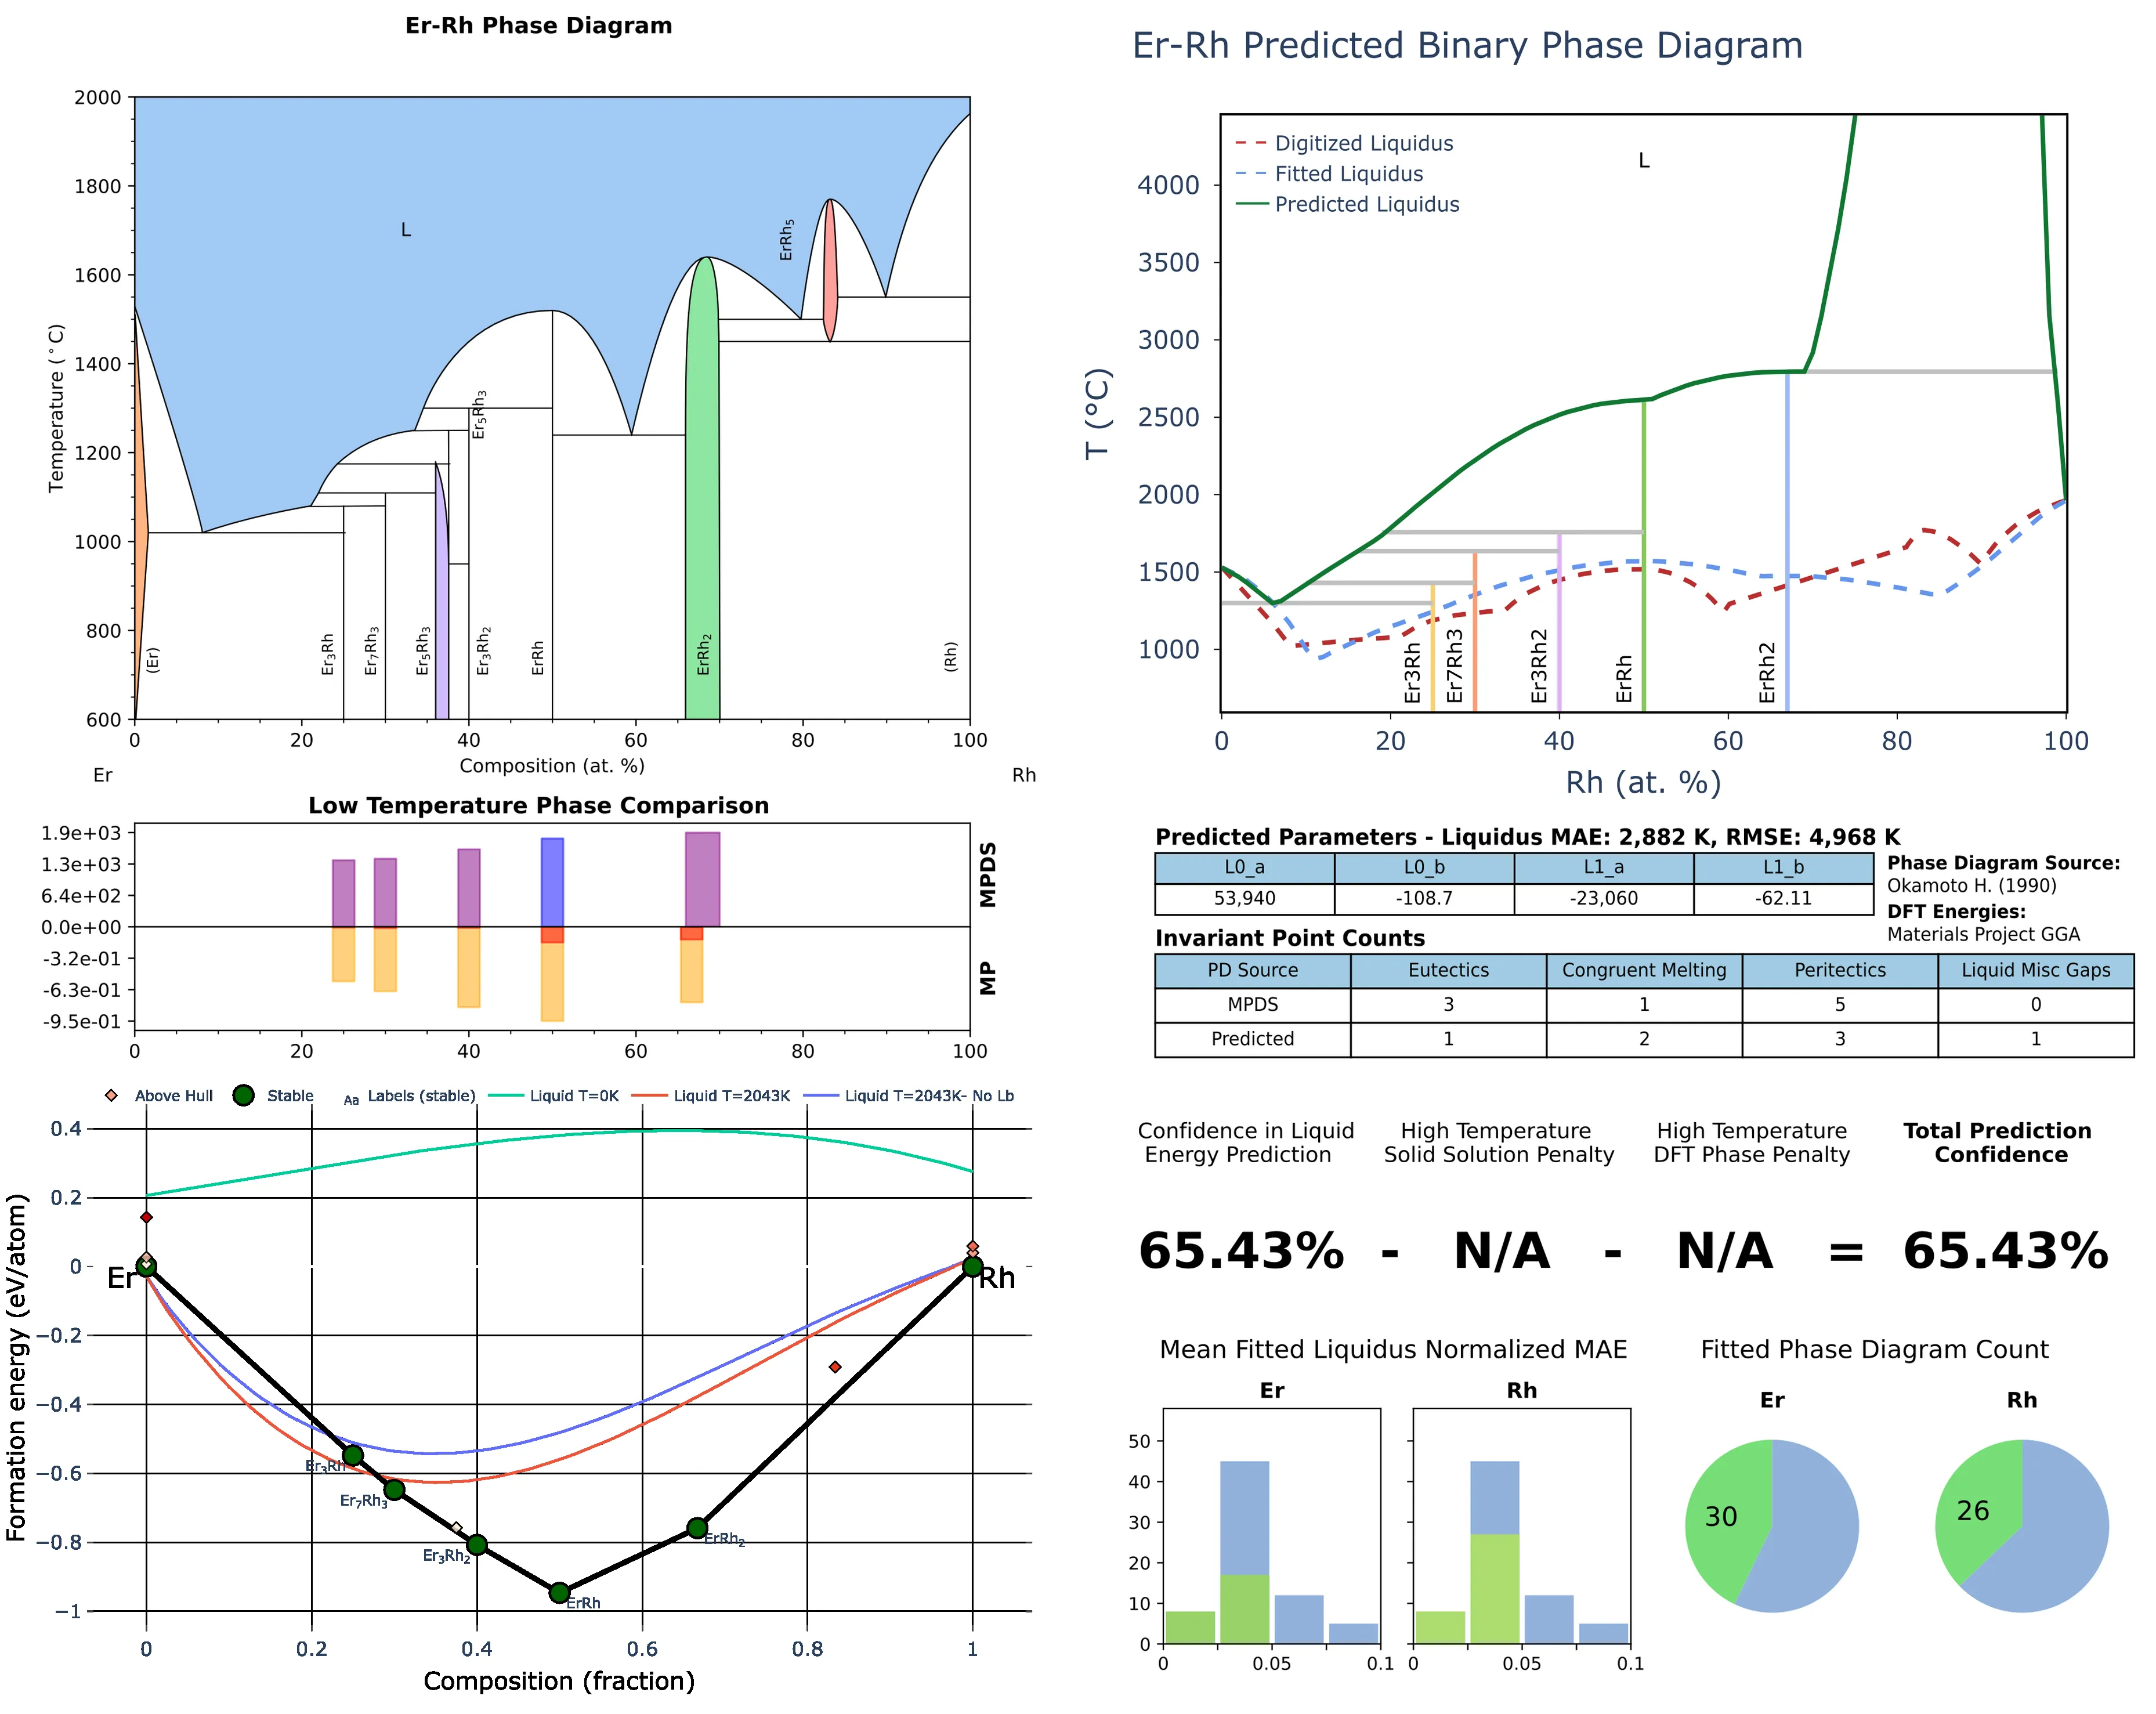 Er-Rh Phase Diagram
2000
1800
1600
1400
1200
1000
800
600
Temperature (°C)
L
(Er)
Er₃Rh
Er₇Rh₃
Er₅Rh₃
Er₅Rh₃
Er₃Rh₂
ErRh
ErRh₂
ErRh₅
(Rh)
0 20 40 60 80 100
Composition (at. %)
Er Rh
Low Temperature Phase Comparison
1.9e+03
1.3e+03
6.4e+02
0.0e+00
-3.2e-01
-6.3e-01
-9.5e-01
MPDS
MP
0 20 40 60 80 100
Above Hull Stable Aa Labels (stable) Liquid T=0K Liquid T=2043K Liquid T=2043K- No Lb
0.4
0.2
0
−0.2
−0.4
−0.6
−0.8
−1
Formation energy (eV/atom)
Er
Rh
Er₃Rh
Er₇Rh₃
Er₃Rh₂
ErRh
ErRh₂
0 0.2 0.4 0.6 0.8 1
Composition (fraction)
Er-Rh Predicted Binary Phase Diagram
Digitized Liquidus
Fitted Liquidus
Predicted Liquidus
L
4000
3500
3000
2500
2000
1500
1000
T (°C)
Er3Rh
Er7Rh3
Er3Rh2
ErRh
ErRh2
0 20 40 60 80 100
Rh (at. %)
Predicted Parameters - Liquidus MAE: 2,882 K, RMSE: 4,968 K
L0_a L0_b L1_a L1_b
53,940 -108.7 -23,060 -62.11
Phase Diagram Source:
Okamoto H. (1990)
DFT Energies:
Materials Project GGA
Invariant Point Counts
PD Source Eutectics Congruent Melting Peritectics Liquid Misc Gaps
MPDS 3 1 5 0
Predicted 1 2 3 1
Confidence in Liquid
Energy Prediction
High Temperature
Solid Solution Penalty
High Temperature
DFT Phase Penalty
Total Prediction
Confidence
65.43% - N/A - N/A = 65.43%
Mean Fitted Liquidus Normalized MAE
Er Rh
50
40
30
20
10
0
0 0.05 0.1
0 0.05 0.1
Fitted Phase Diagram Count
Er Rh
30
26